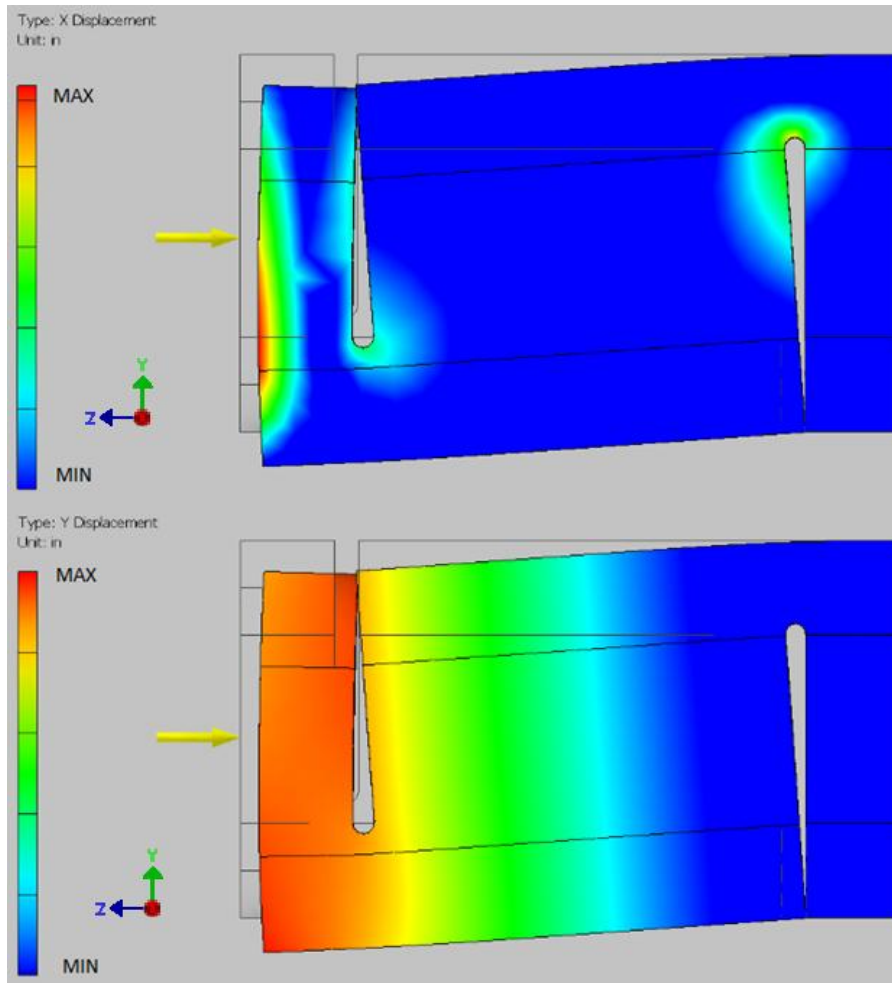 Type: X Displacement
Unit: in
MAX
MIN
Y
Z
Type: Y Displacement
Unit: in
MAX
MIN
Y
Z